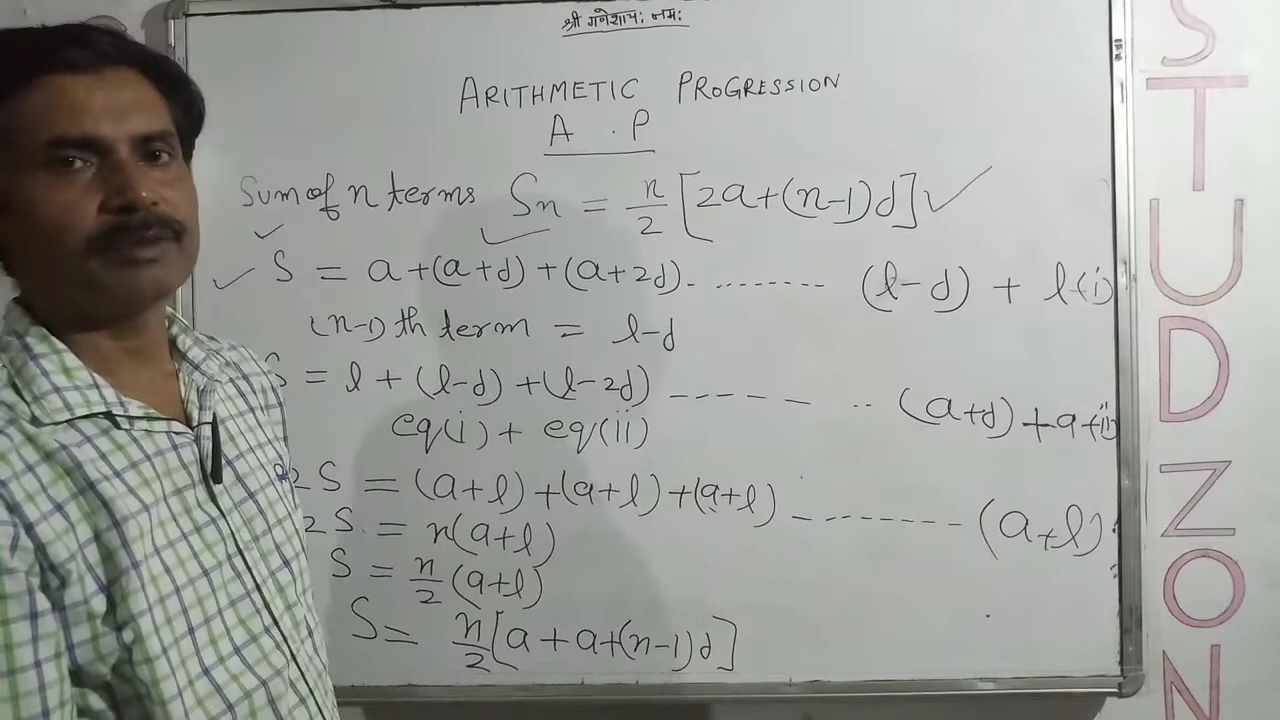 श्री गणेशाय: नम:
ARITHMETIC PROGRESSION
A.P
Sum of n terms Sn = n/2 [2a+(n-1)d] ✓
S = a+(a+d)+(a+2d)- ........ (l-d) + l-(i)
(n-1)th term = l-d
S = l + (l-d) + (l-2d) ----- .. (a+d)+a-(ii)
eq(i) + eq(ii)
2S = (a+l)+(a+l)+(a+l) -------- (a+l)
2S = n(a+l)
S = n/2 (a+l)
S = n/2 [a+a+(n-1)d]
STUDZON